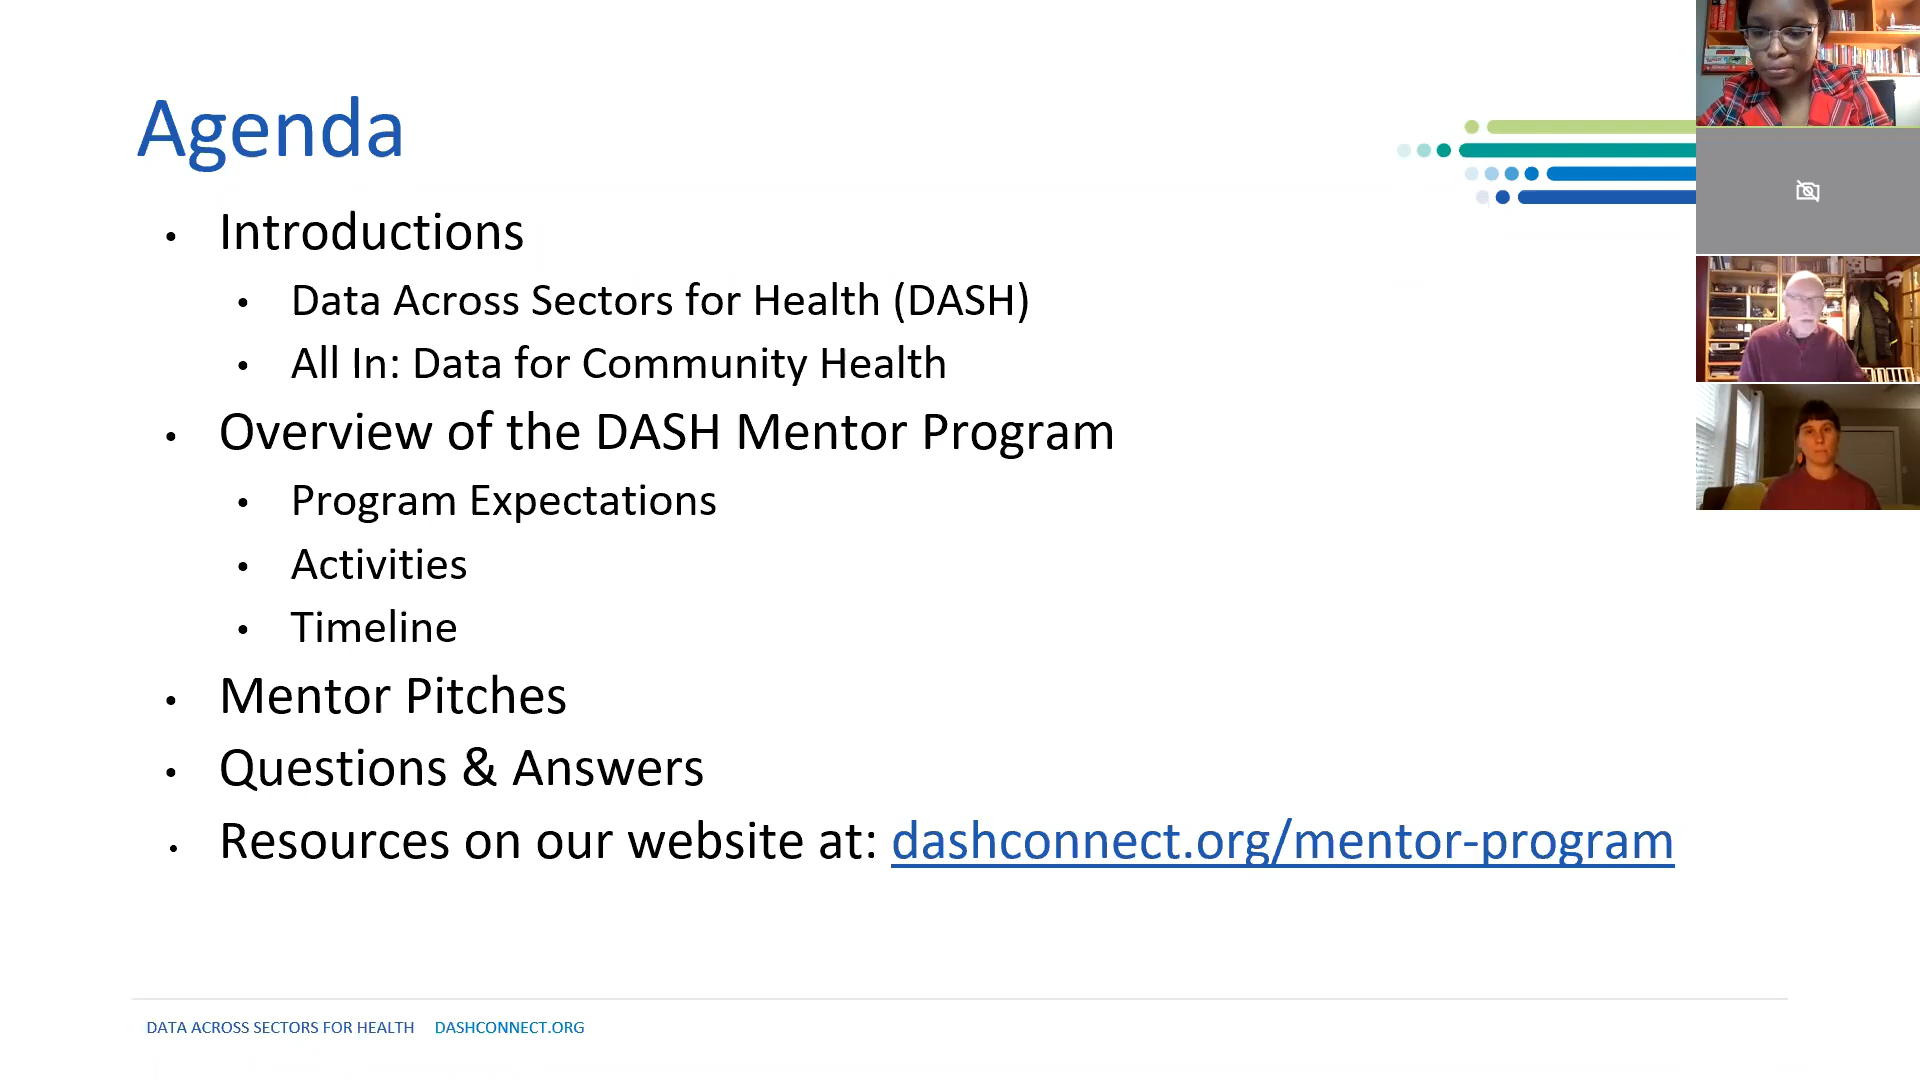 Agenda
• Introductions
• Data Across Sectors for Health (DASH)
• All In: Data for Community Health
• Overview of the DASH Mentor Program
• Program Expectations
• Activities
• Timeline
• Mentor Pitches
• Questions & Answers
• Resources on our website at: dashconnect.org/mentor-program
DATA ACROSS SECTORS FOR HEALTH DASHCONNECT.ORG